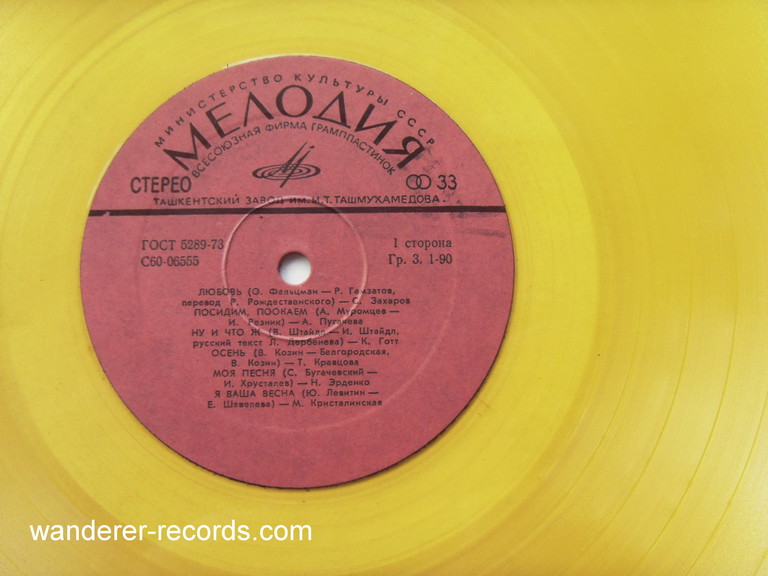 МИНИСТЕРСТВО КУЛЬТУРЫ СССР
МЕЛОДИЯ
ВСЕСОЮЗНАЯ ФИРМА ГРАМПЛАСТИНОК
СТЕРЕО
33
ТАШКЕНТСКИЙ ЗАВОД ИМ. М. Т. ТАШМУХАМЕДОВА.
ГОСТ 5289-73
I сторона
С60-06555
Гр. 3. 1-90
ЛЮБОВЬ (О. Фельцман — Р. Гамзатов,
перевод Р. Рождественского) — С. Захаров
ПОСИДИМ, ПООКАЕМ (А. Муромцев —
И. Резник) — А. Пугачева
НУ И ЧТО Ж (В. Штайдл — И. Штайдл,
русский текст Л. Дербенева) — К. Готт
ОСЕНЬ (В. Козин — Белгородская,
В. Козин) — Т. Кравцова
МОЯ ПЕСНЯ (С. Бугачевский —
И. Хрусталев) — Н. Эрденко
Я ВАША ВЕСНА (Ю. Левитин —
Е. Шевелева) — М. Кристалинская
wanderer-records.com